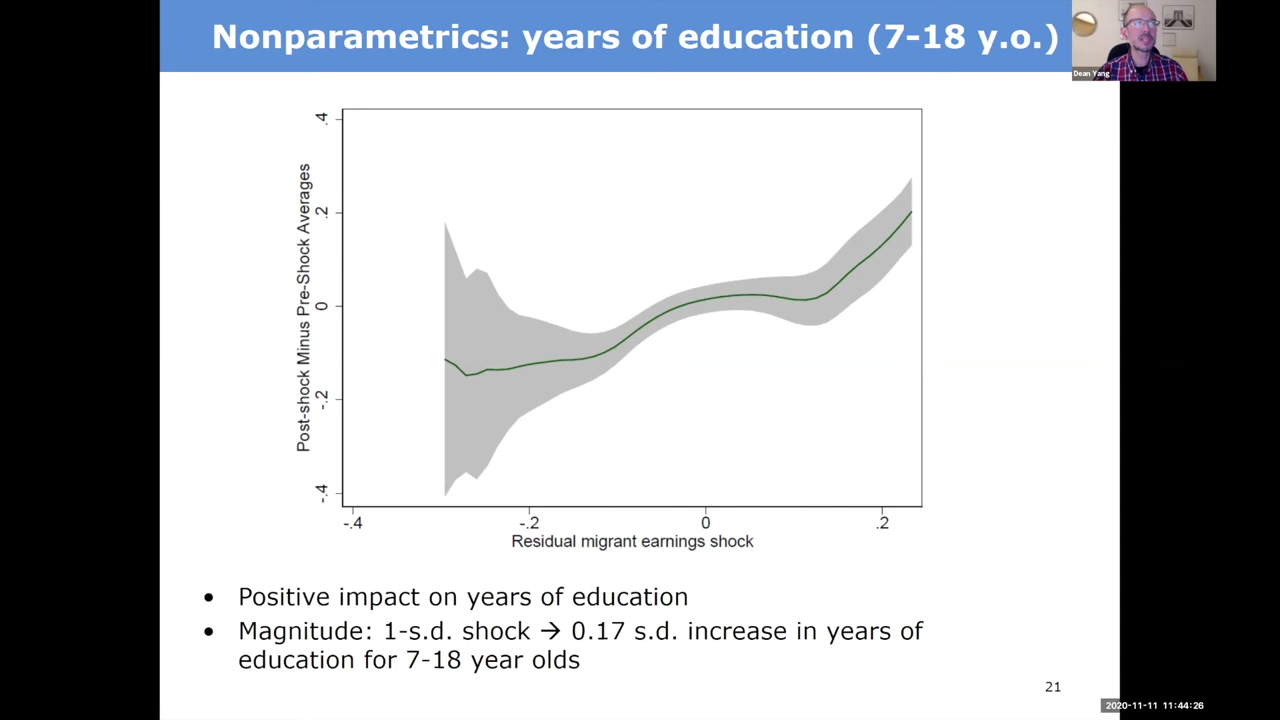 Nonparametrics: years of education (7-18 y.o.)
Dean Yang
Post-shock Minus Pre-Shock Averages
.4
.2
0
-.2
-.4
-.4
-.2
0
.2
Residual migrant earnings shock
• Positive impact on years of education
• Magnitude: 1-s.d. shock → 0.17 s.d. increase in years of
education for 7-18 year olds
21
2020-11-11 11:44:26